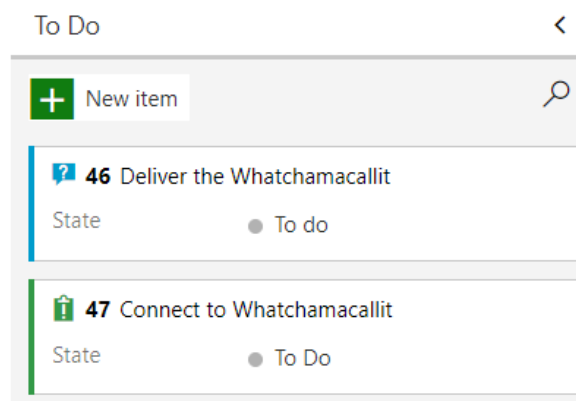 To Do
New item
46 Deliver the Whatchamacallit
State To do
47 Connect to Whatchamacallit
State To Do